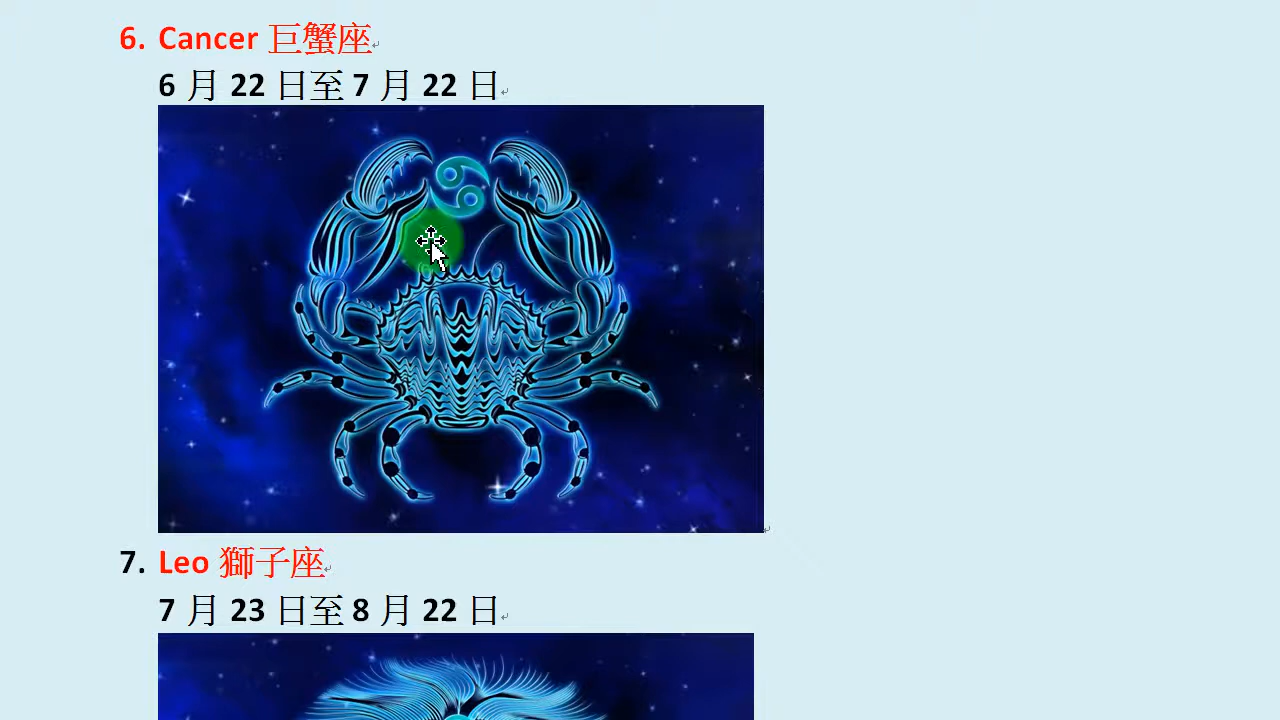 6. Cancer 巨蟹座
6 月 22 日至 7 月 22 日
7. Leo 獅子座
7 月 23 日至 8 月 22 日